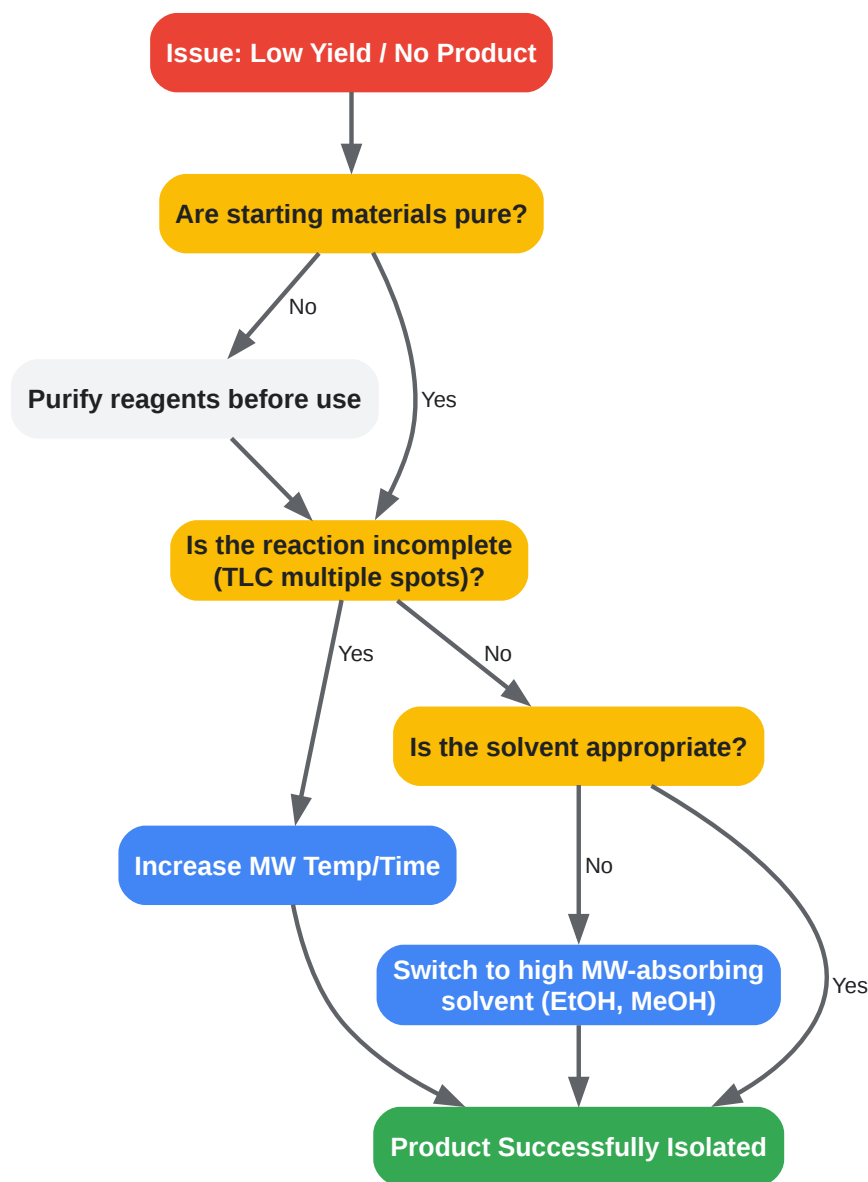 Issue: Low Yield / No Product
Are starting materials pure?
No
Purify reagents before use
Yes
Is the reaction incomplete
(TLC multiple spots)?
Yes
No
Is the solvent appropriate?
Increase MW Temp/Time
No
Switch to high MW-absorbing
solvent (EtOH, MeOH)
Yes
Product Successfully Isolated